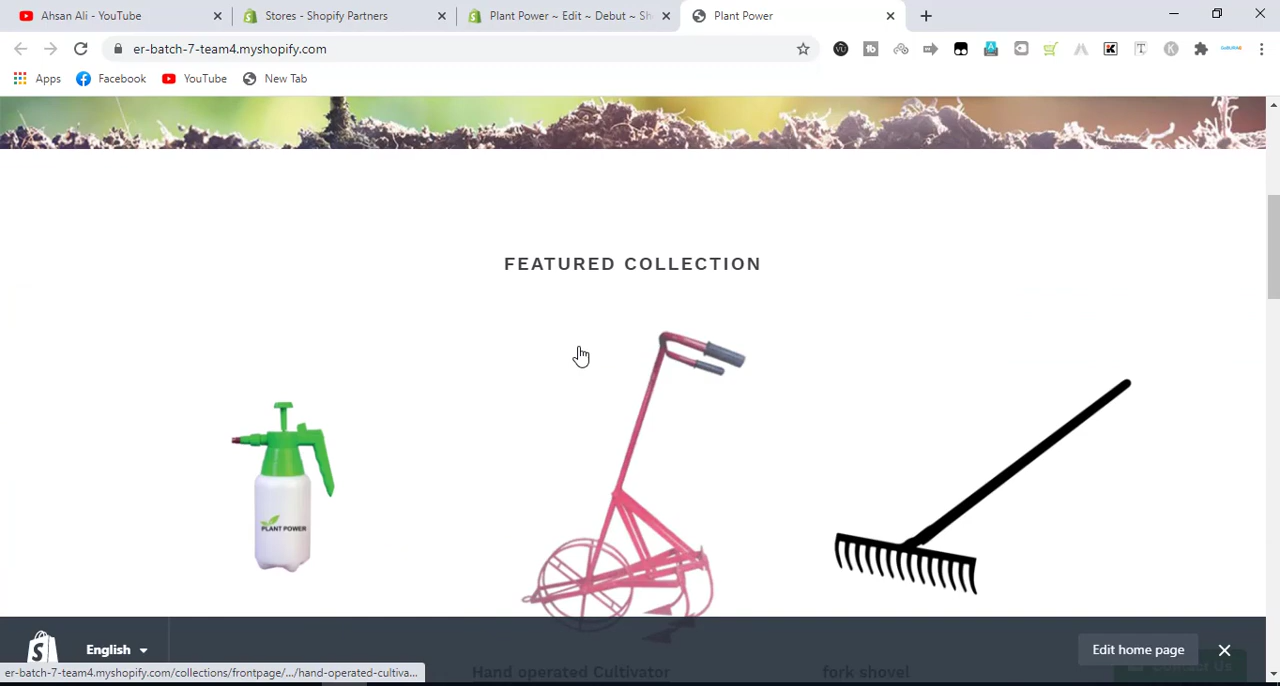 Ahsan Ali - YouTube
Stores - Shopify Partners
Plant Power ~ Edit ~ Debut ~ Sh
Plant Power
er-batch-7-team4.myshopify.com
Apps
Facebook
YouTube
New Tab
FEATURED COLLECTION
PLANT POWER
English
Edit home page
er-batch-7-team4.myshopify.com/collections/frontpage/.../hand-operated-cultiva...
Hand operated Cultivator
fork shovel
Contact Us